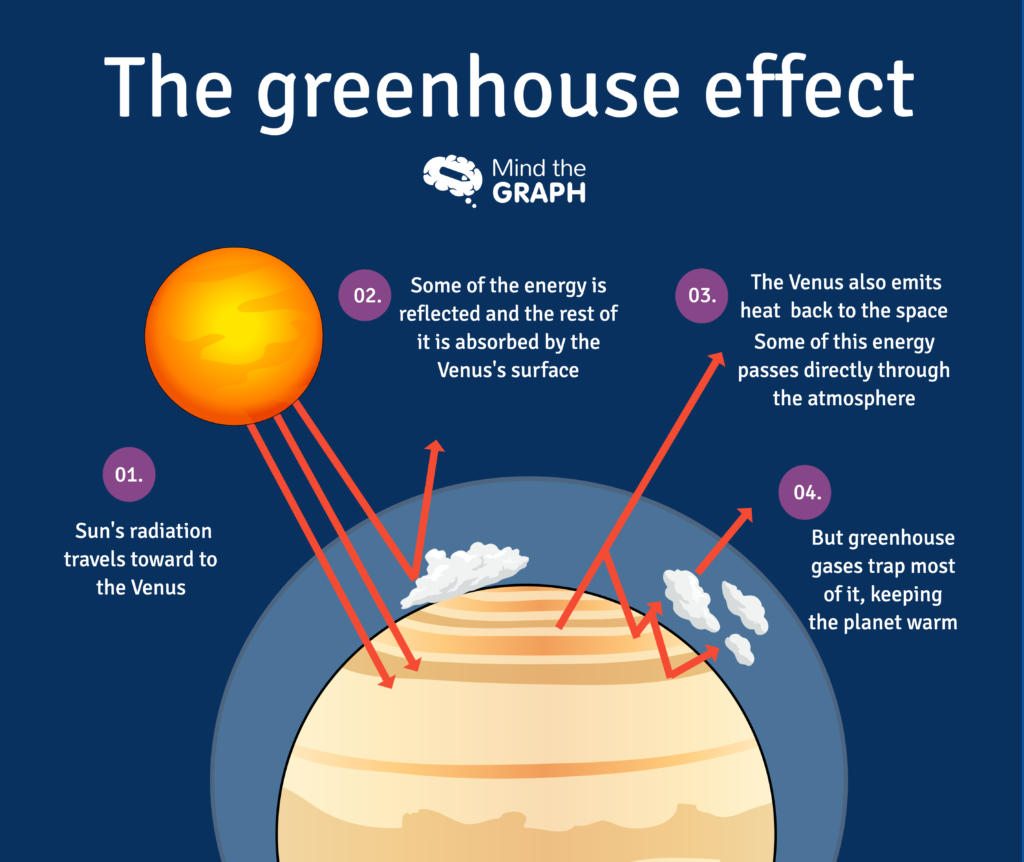 The greenhouse effect
Mind the
GRAPH
01.
Sun's radiation
travels toward to
the Venus
02.
Some of the energy is
reflected and the rest of
it is absorbed by the
Venus's surface
03.
The Venus also emits
heat  back to the space
Some of this energy
passes directly through
the atmosphere
04.
But greenhouse
gases trap most
of it, keeping
the planet warm